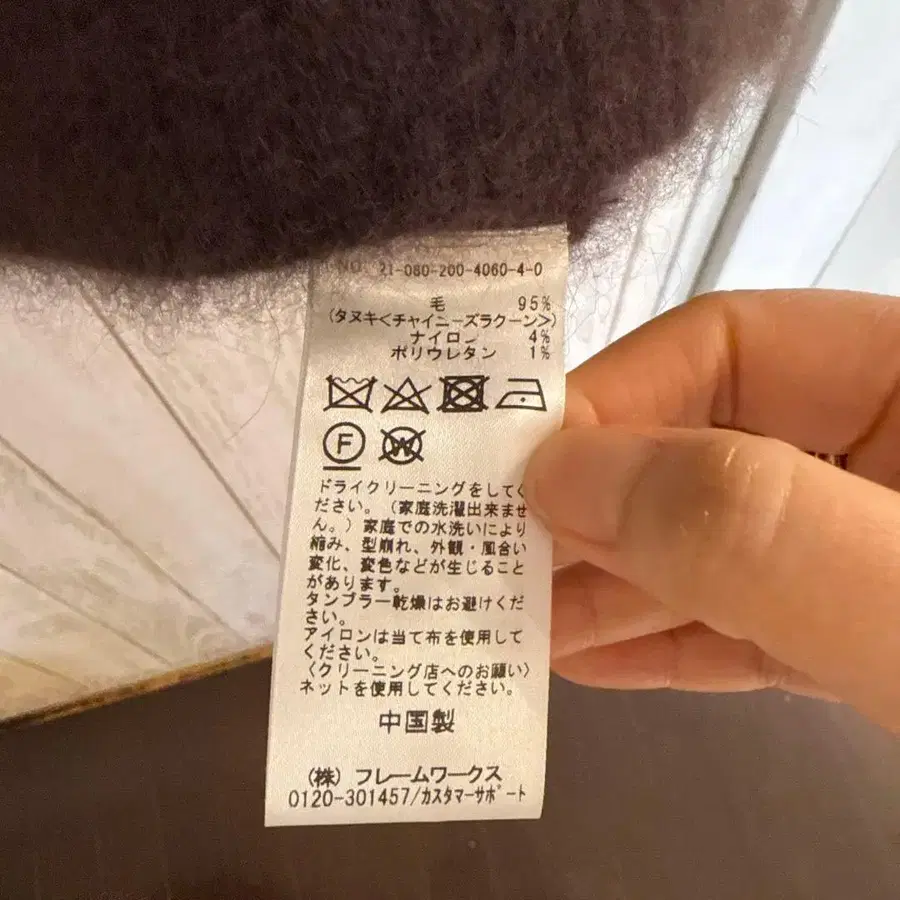 NO. 21-080-200-4060-4-0
毛 95%
(タヌキ<チャイニーズラクーン>)
ナイロン 4%
ポリウレタン 1%
F W
ドライクリーニングをしてく
ださい。(家庭洗濯出来ませ
ん。)家庭での水洗いにより
縮み、型崩れ、外観・風合い
変化、変色などが生じること
があります。
タンブラー乾燥はお避けくだ
さい。
アイロンは当て布を使用して
ください。
〈クリーニング店へのお願い〉
ネットを使用してください。
中国製
(株) フレームワークス
0120-301457/カスタマーサポート